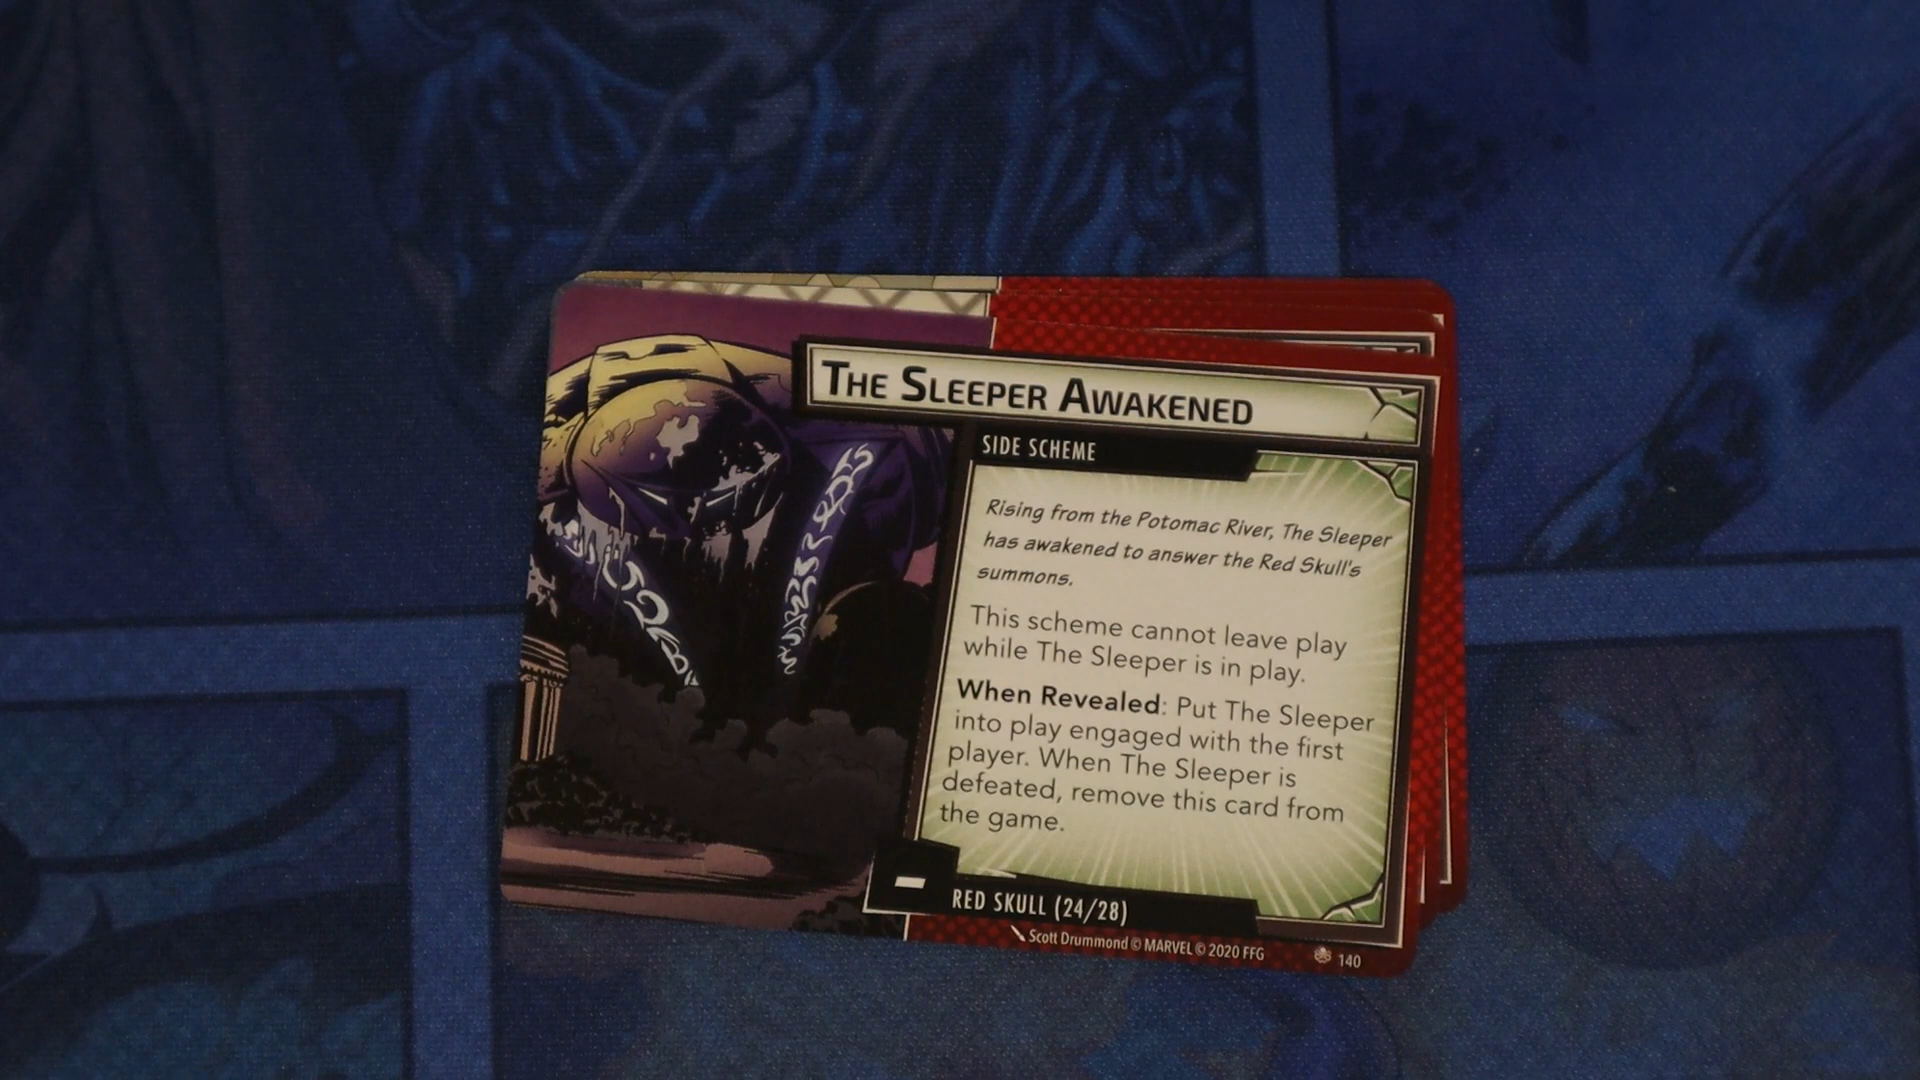 THE SLEEPER AWAKENED
SIDE SCHEME
Rising from the Potomac River, The Sleeper
has awakened to answer the Red Skull's
summons.
This scheme cannot leave play
while The Sleeper is in play.
When Revealed: Put The Sleeper
into play engaged with the first
player. When The Sleeper is
defeated, remove this card from
the game.
–
RED SKULL (24/28)
Scott Drummond © MARVEL © 2020 FFG 140